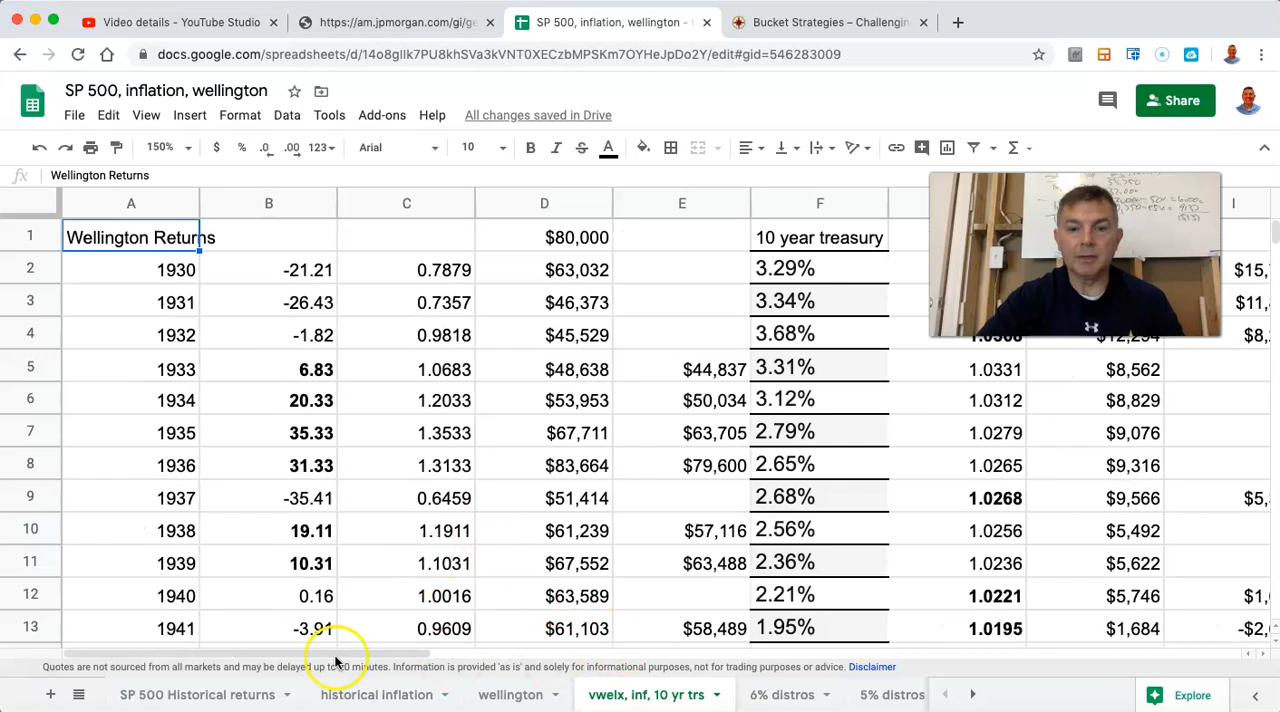 Video details - YouTube Studio
https://am.jpmorgan.com/gi/ge
SP 500, inflation, wellington -
Bucket Strategies – Challengin
docs.google.com/spreadsheets/d/14o8gIlk7PU8khSVa3kVNT0XECzbMPSKm7OYHeJpDo2Y/edit#gid=546283009
SP 500, inflation, wellington
Share
File Edit View Insert Format Data Tools Add-ons Help All changes saved in Drive
150% $ % .0 .00 123 Arial 10 B I S A
fx Wellington Returns
A B C D E F I
1 Wellington Returns $80,000 10 year treasury
2 1930 -21.21 0.7879 $63,032 3.29% $15,
3 1931 -26.43 0.7357 $46,373 3.34% $11,
4 1932 -1.82 0.9818 $45,529 3.68% 1.0368 $12,294 $8,
5 1933 6.83 1.0683 $48,638 $44,837 3.31% 1.0331 $8,562
6 1934 20.33 1.2033 $53,953 $50,034 3.12% 1.0312 $8,829
7 1935 35.33 1.3533 $67,711 $63,705 2.79% 1.0279 $9,076
8 1936 31.33 1.3133 $83,664 $79,600 2.65% 1.0265 $9,316
9 1937 -35.41 0.6459 $51,414 2.68% 1.0268 $9,566 $5,
10 1938 19.11 1.1911 $61,239 $57,116 2.56% 1.0256 $5,492
11 1939 10.31 1.1031 $67,552 $63,488 2.36% 1.0236 $5,622
12 1940 0.16 1.0016 $63,589 2.21% 1.0221 $5,746 $1,
13 1941 -3.91 0.9609 $61,103 $58,489 1.95% 1.0195 $1,684 -$2,
Quotes are not sourced from all markets and may be delayed up to 20 minutes. Information is provided 'as is' and solely for informational purposes, not for trading purposes or advice. Disclaimer
SP 500 Historical returns historical inflation wellington vwelx, inf, 10 yr trs 6% distros 5% distros Explore